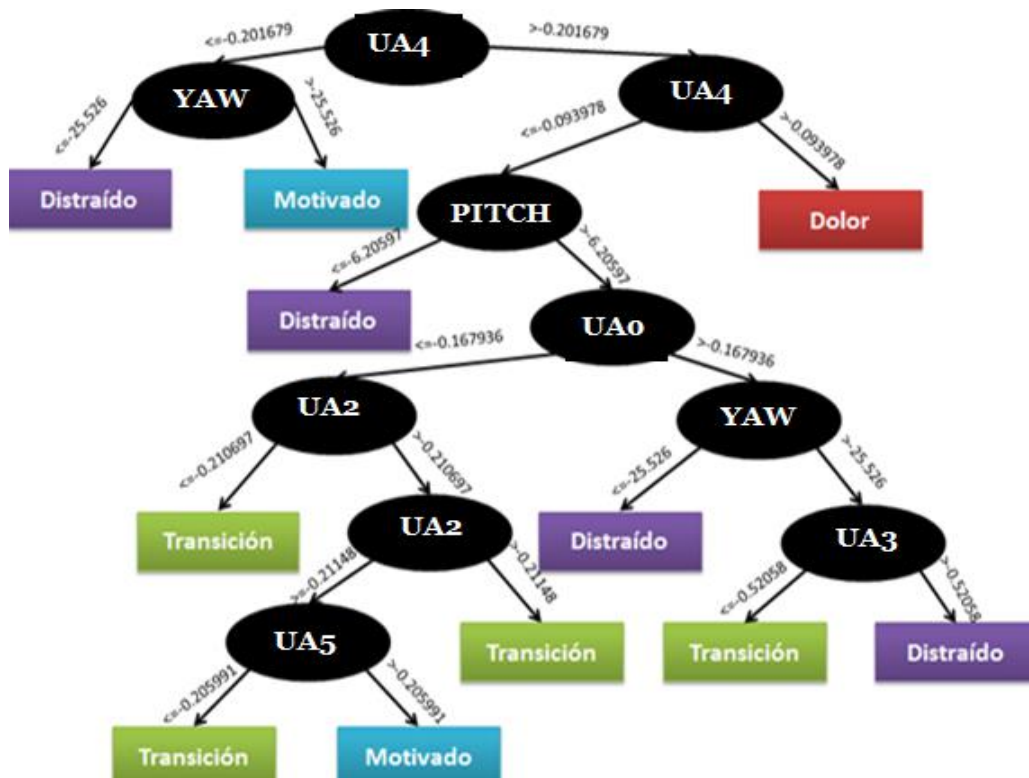 UA4
<=-0.201679
>-0.201679
YAW
UA4
<=-25.526
>-25.526
<=-0.093978
>-0.093978
Distraído
Motivado
PITCH
Dolor
<=-6.20597
>-6.20597
Distraído
UA0
<=-0.167936
>-0.167936
UA2
YAW
<=-0.210697
>-0.210697
<=-25.526
>-25.526
Transición
UA2
Distraído
UA3
>=-0.21148
>-0.21148
<=-0.52058
>-0.52058
UA5
Transición
Transición
Distraído
<=-0.205991
>-0.205991
Transición
Motivado